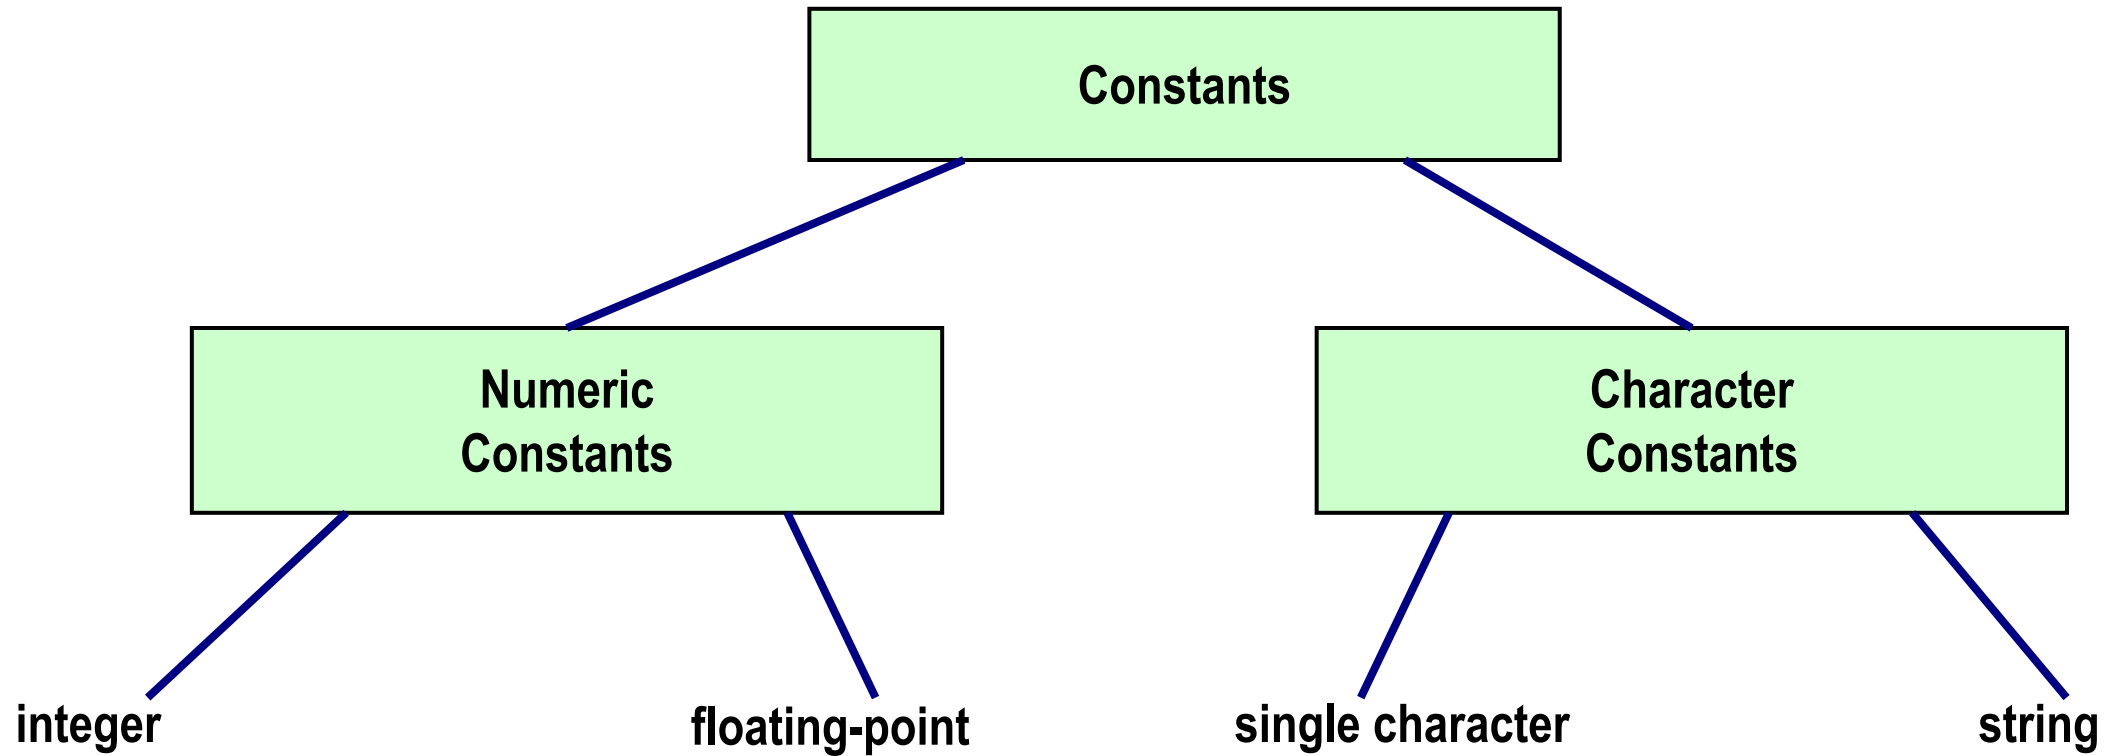 Constants
Numeric
Constants
Character
Constants
integer
floating-point
single character
string